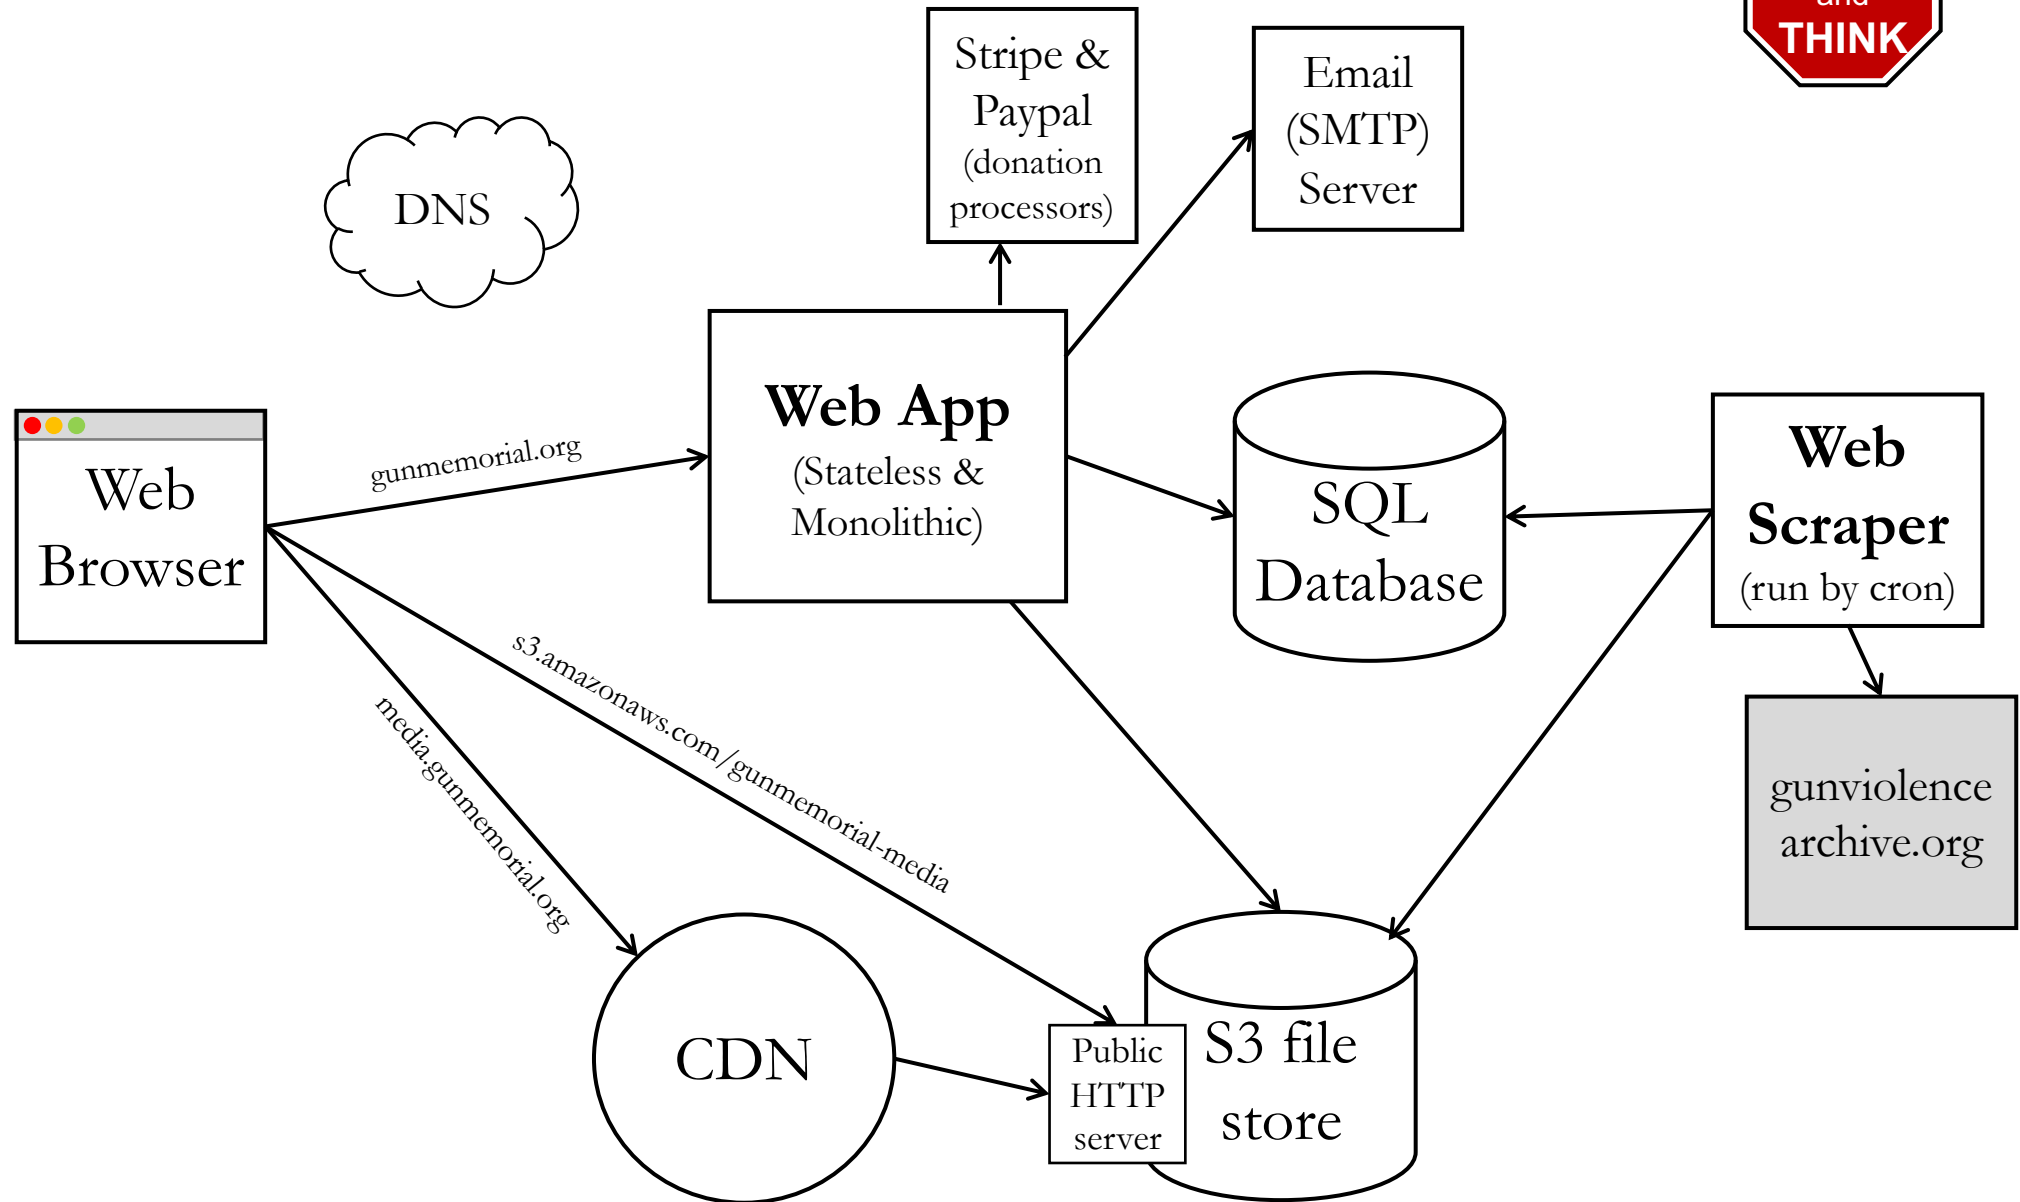 and
THINK
Stripe &
Paypal
(donation
processors)
Email
(SMTP)
Server
DNS
Web App
(Stateless &
Monolithic)
gunmemorial.org
Web
Browser
SQL
Database
Web
Scraper
(run by cron)
s3.amazonaws.com/gunmemorial-media
media.gunmemorial.org
gunviolence
archive.org
CDN
Public
HTTP
server
S3 file
store